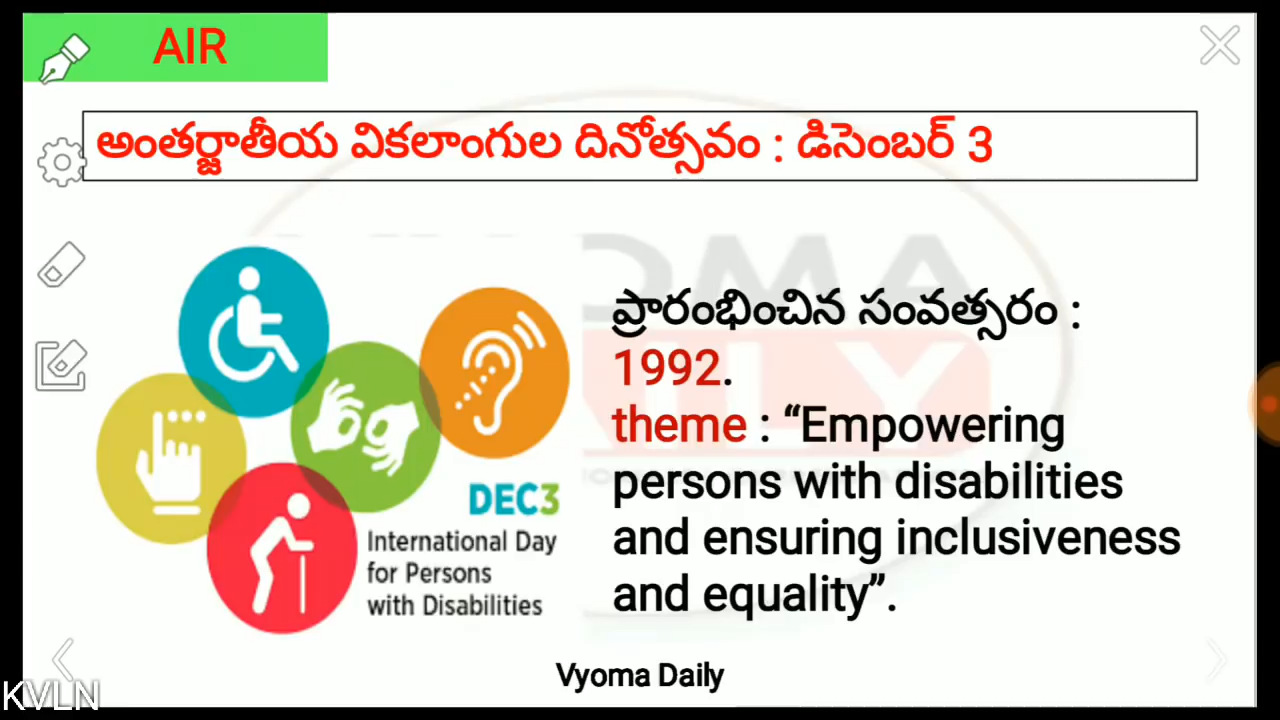 AIR
అంతర్జాతీయ వికలాంగుల దినోత్సవం : డిసెంబర్ 3
ప్రారంభించిన సంవత్సరం :
1992.
theme : “Empowering
persons with disabilities
and ensuring inclusiveness
and equality”.
DEC3
International Day
for Persons
with Disabilities
Vyoma Daily
KVLN